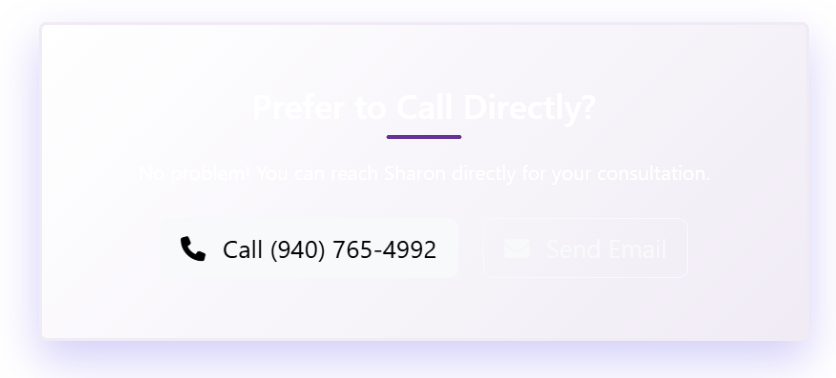 Prefer to Call Directly?
No problem! You can reach Sharon directly for your consultation.
Call (940) 765-4992
Send Email